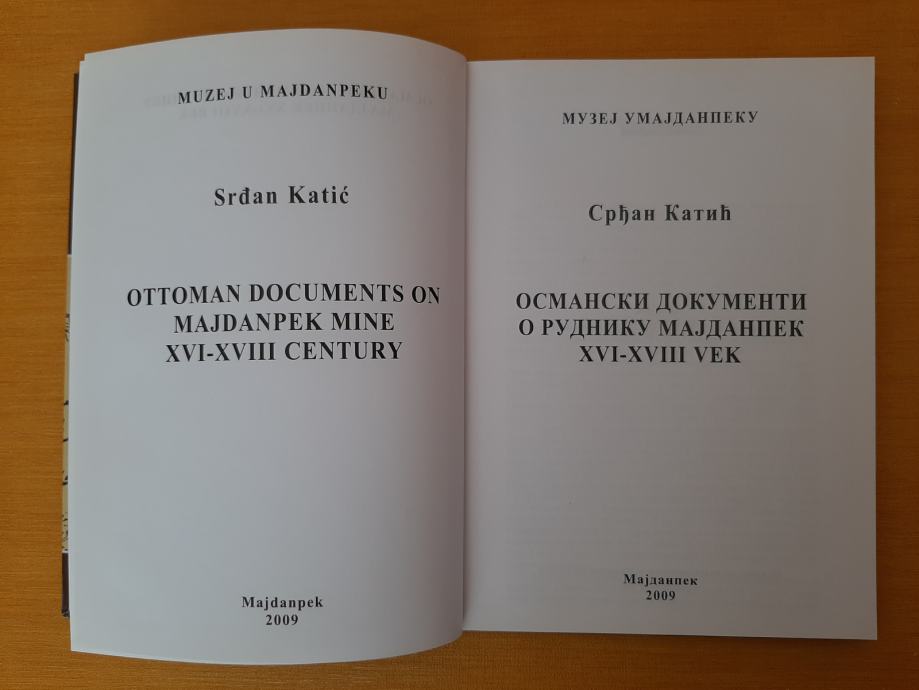 MUZEJ U MAJDANPEKU
Srđan Katić
OTTOMAN DOCUMENTS ON
MAJDANPEK MINE
XVI-XVIII CENTURY
Majdanpek
2009
МУЗЕЈ УМАЈДАНПЕКУ
Срђан Катић
ОСМАНСКИ ДОКУМЕНТИ
О РУДНИКУ МАЈДАНПЕК
XVI-XVIII VEK
Мајданпек
2009